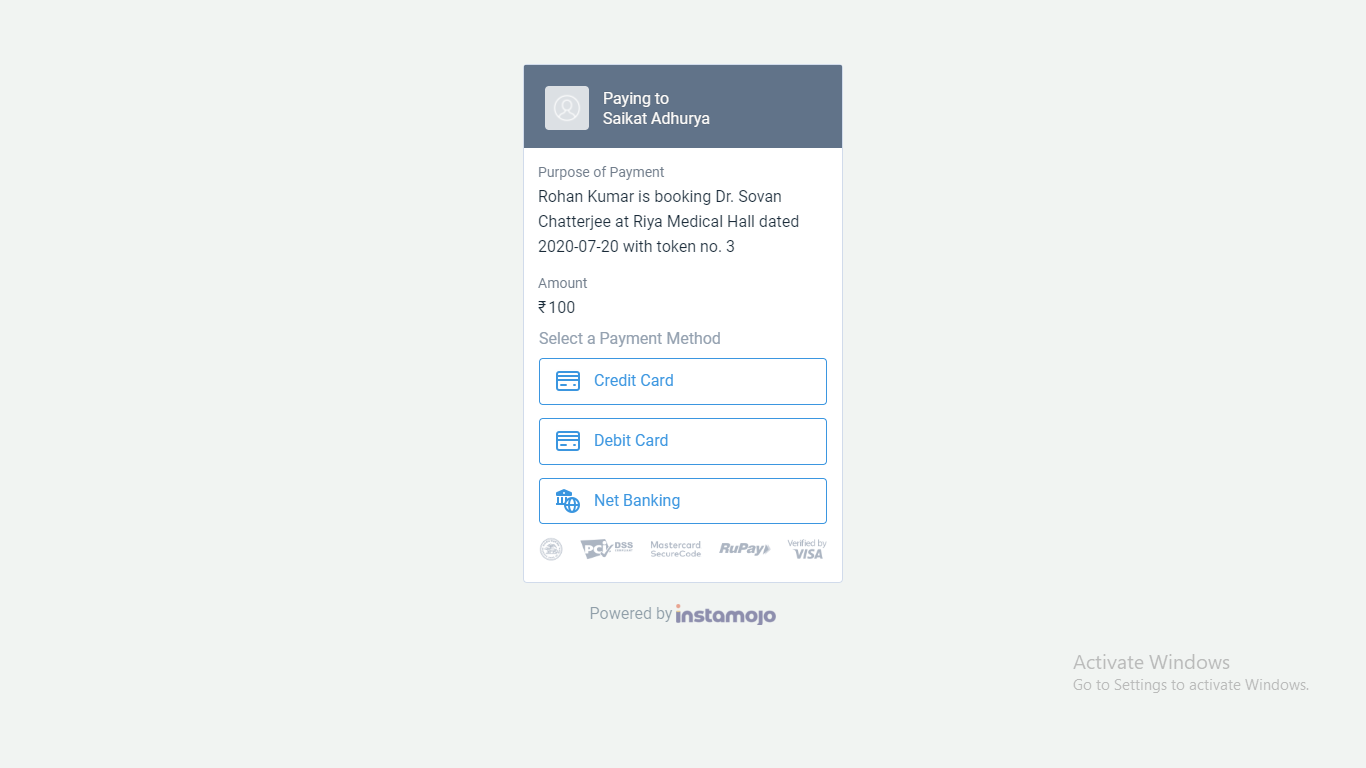 Paying to
Saikat Adhurya
Purpose of Payment
Rohan Kumar is booking Dr. Sovan
Chatterjee at Riya Medical Hall dated
2020-07-20 with token no. 3
Amount
₹100
Select a Payment Method
Credit Card
Debit Card
Net Banking
PCI DSS
Mastercard
SecureCode
RuPay
Verified by
VISA
Powered by instamojo
Activate Windows
Go to Settings to activate Windows.